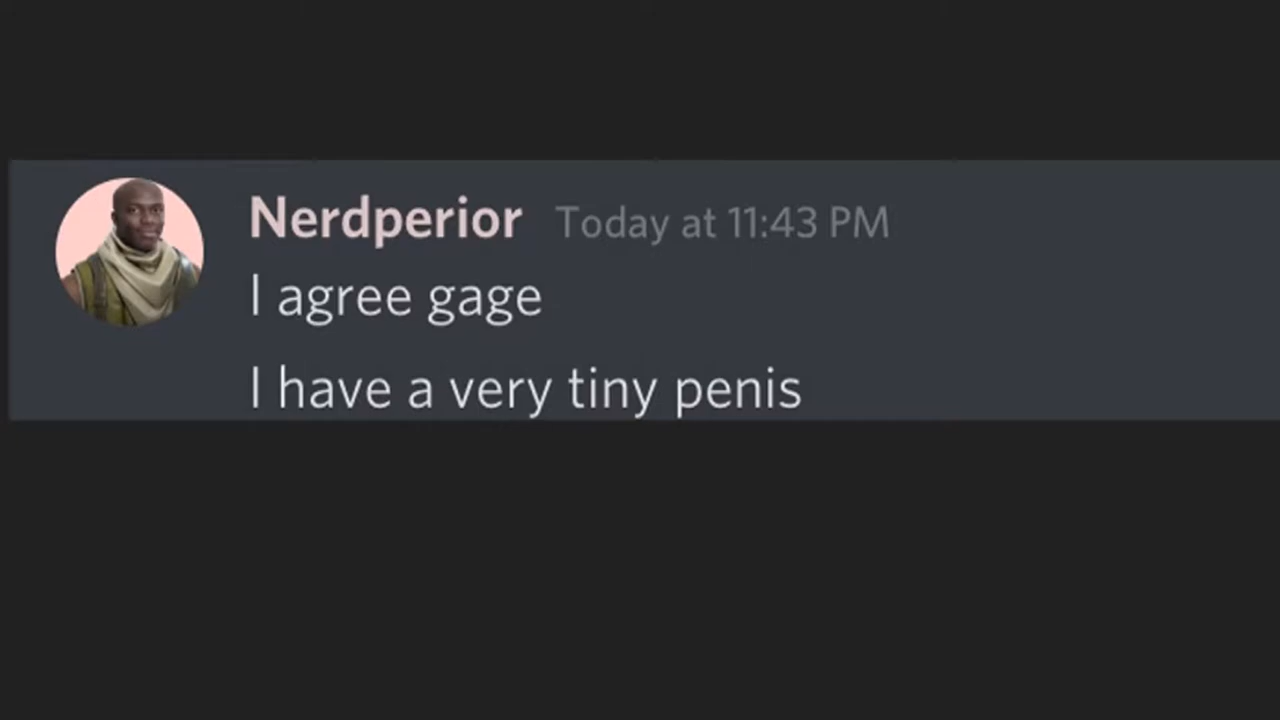 Nerdperior Today at 11:43 PM
I agree gage
I have a very tiny penis